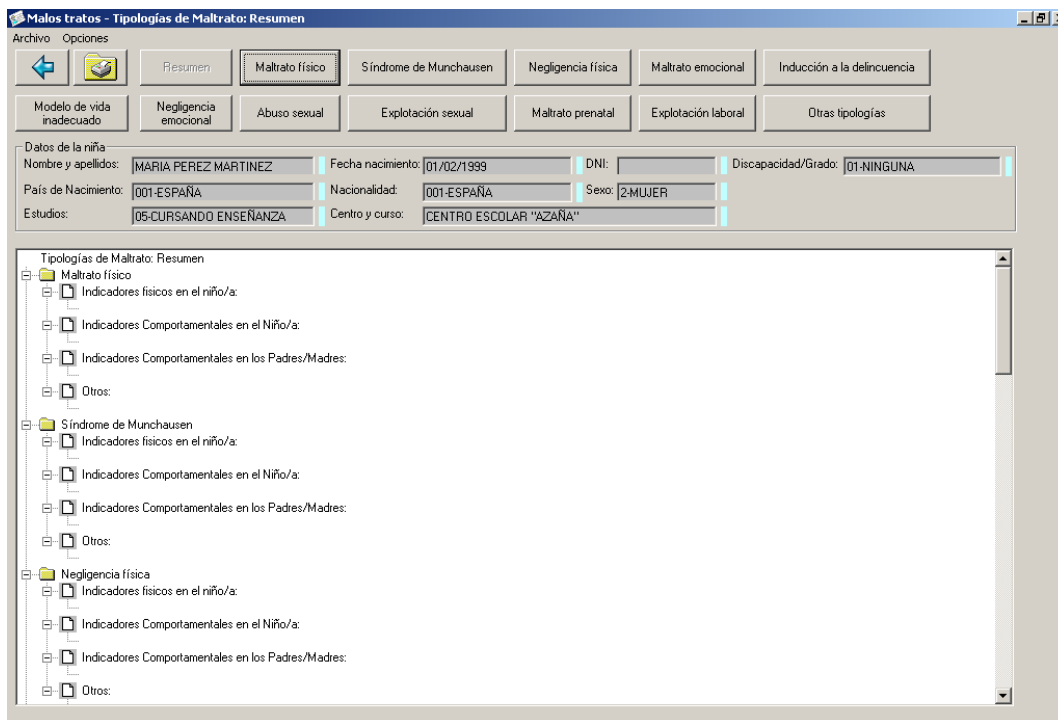 Malos tratos - Tipologías de Maltrato: Resumen
Archivo Opciones
Resumen Maltrato físico Síndrome de Munchausen Negligencia física Maltrato emocional Inducción a la delincuencia
Modelo de vida inadecuado Negligencia emocional Abuso sexual Explotación sexual Maltrato prenatal Explotación laboral Otras tipologías
Datos de la niña
Nombre y apellidos: MARIA PEREZ MARTINEZ Fecha nacimiento: 01/02/1999 DNI: Discapacidad/Grado: 01-NINGUNA
País de Nacimiento: 001-ESPAÑA Nacionalidad: 001-ESPAÑA Sexo: 2-MUJER
Estudios: 05-CURSANDO ENSEÑANZA Centro y curso: CENTRO ESCOLAR "AZAÑA"
Tipologías de Maltrato: Resumen
Maltrato físico
Indicadores fisicos en el niño/a:
Indicadores Comportamentales en el Niño/a:
Indicadores Comportamentales en los Padres/Madres:
Otros:
Síndrome de Munchausen
Indicadores fisicos en el niño/a:
Indicadores Comportamentales en el Niño/a:
Indicadores Comportamentales en los Padres/Madres:
Otros:
Negligencia física
Indicadores fisicos en el niño/a:
Indicadores Comportamentales en el Niño/a:
Indicadores Comportamentales en los Padres/Madres:
Otros: